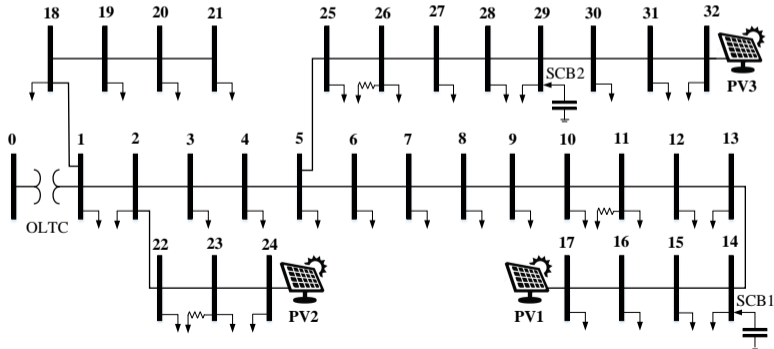 18 19 20 21 25 26 27 28 29 30 31 32
SCB2
PV3
0 1 2 3 4 5 6 7 8 9 10 11 12 13
OLTC
22 23 24 17 16 15 14
SCB1
PV2 PV1